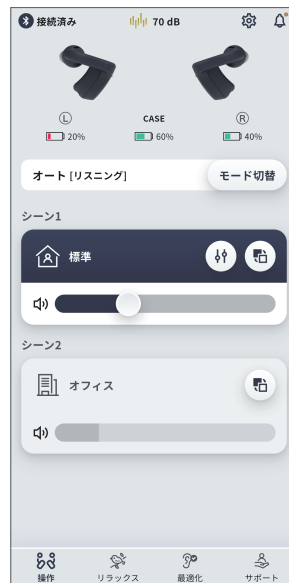 接続済み 70 dB
Ⓛ CASE Ⓡ
20% 60% 40%
オート [リスニング] モード切替
シーン1
標準
シーン2
オフィス
操作 リラックス 最適化 サポート